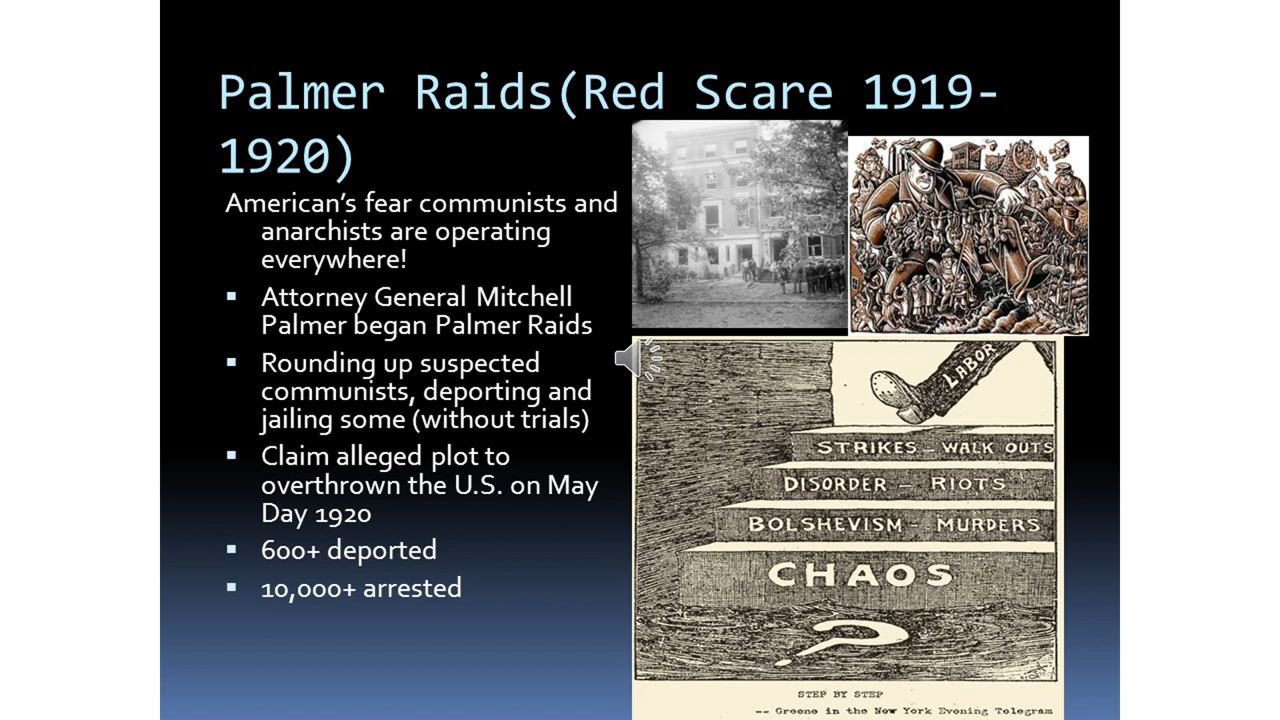 Palmer Raids(Red Scare 1919-
1920)
American’s fear communists and
anarchists are operating
everywhere!
▪ Attorney General Mitchell
Palmer began Palmer Raids
▪ Rounding up suspected
communists, deporting and
jailing some (without trials)
▪ Claim alleged plot to
overthrown the U.S. on May
Day 1920
▪ 600+ deported
▪ 10,000+ arrested
LABOR
STRIKES - WALK OUTS
DISORDER - RIOTS
BOLSHEVISM - MURDERS
CHAOS
?
STEP BY STEP
-- Greene in the New York Evening Telegram